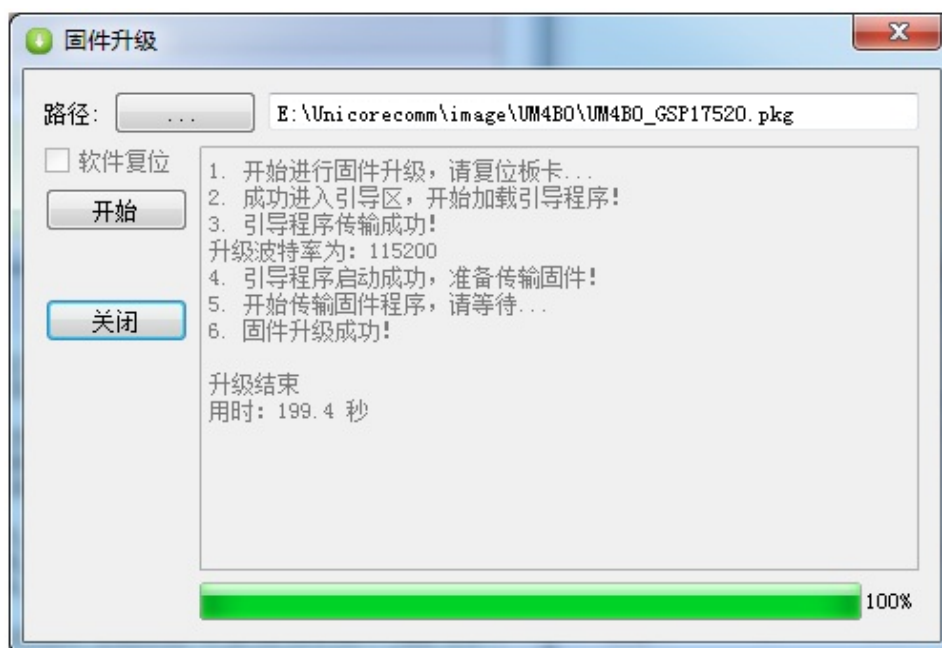 固件升级
路径: ... E:\Unicorecomm\image\UM4B0\UM4B0_GSP17520.pkg
软件复位
开始
关闭
1. 开始进行固件升级，请复位板卡...
2. 成功进入引导区，开始加载引导程序!
3. 引导程序传输成功!
升级波特率为: 115200
4. 引导程序启动成功，准备传输固件!
5. 开始传输固件程序，请等待...
6. 固件升级成功!
升级结束
用时: 199.4 秒
100%